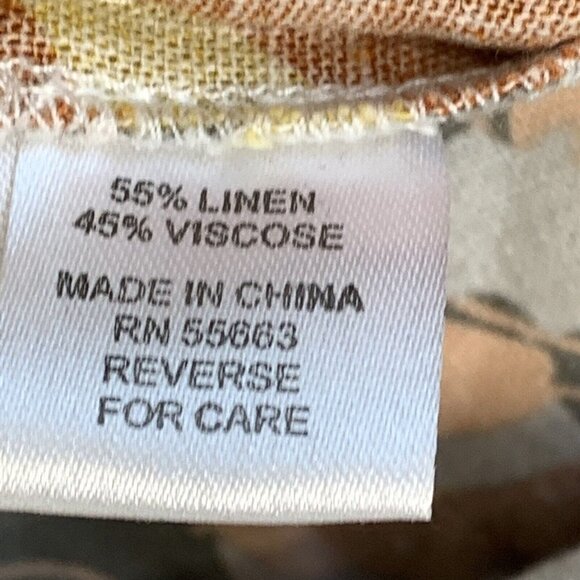 55% LINEN
45% VISCOSE
MADE IN CHINA
RN 55663
REVERSE
FOR CARE